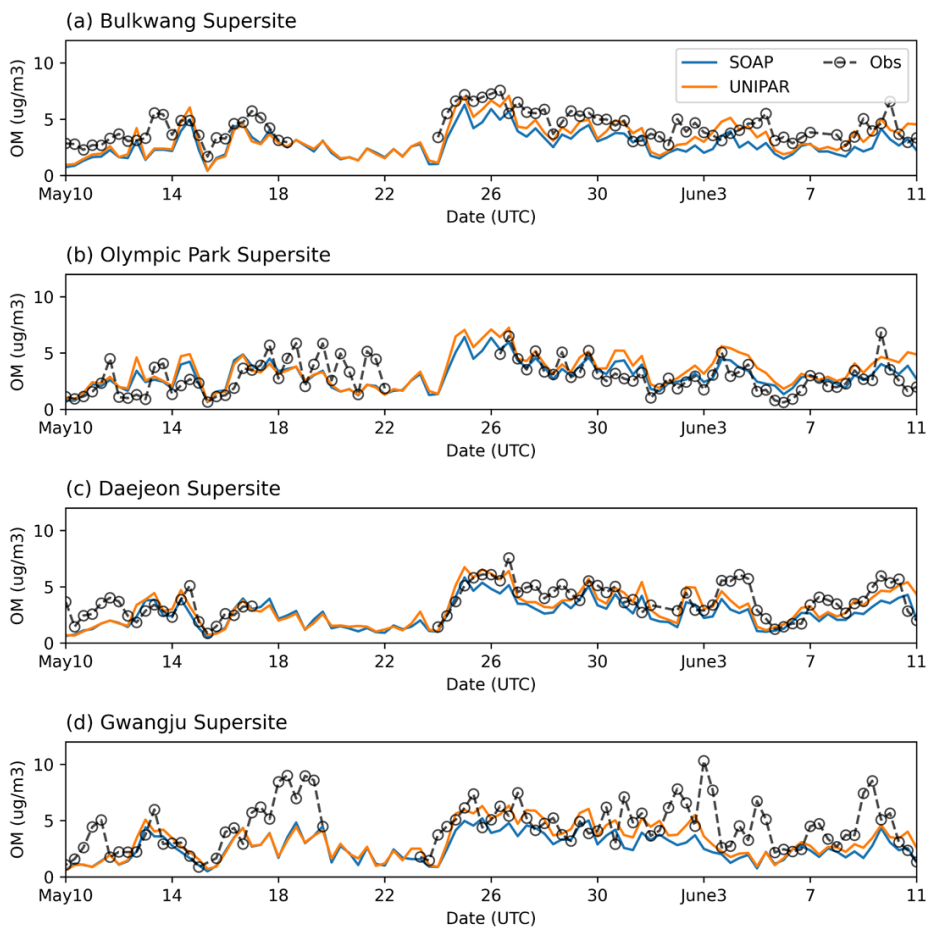 (a) Bulkwang Supersite
OM (ug/m3)
10
5
0
SOAP
UNIPAR
Obs
May10 14 18 22 26 30 June3 7 11
Date (UTC)
(b) Olympic Park Supersite
OM (ug/m3)
10
5
0
May10 14 18 22 26 30 June3 7 11
Date (UTC)
(c) Daejeon Supersite
OM (ug/m3)
10
5
0
May10 14 18 22 26 30 June3 7 11
Date (UTC)
(d) Gwangju Supersite
OM (ug/m3)
10
5
0
May10 14 18 22 26 30 June3 7 11
Date (UTC)